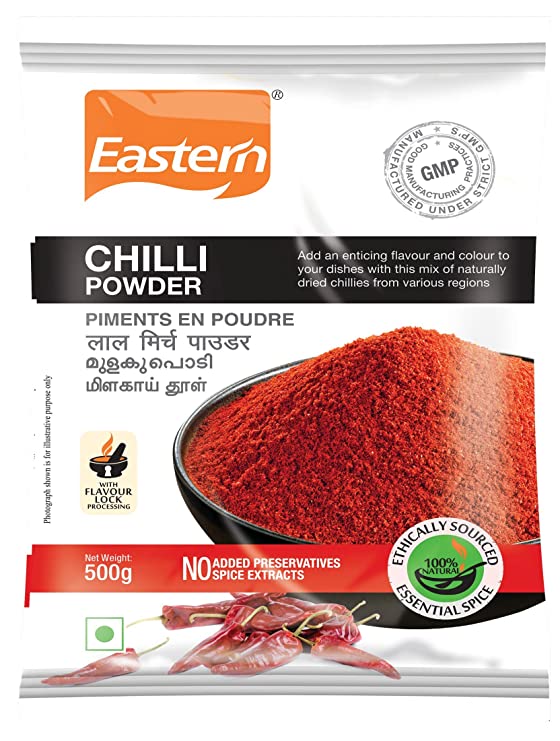 Eastern®
GMP
GOOD MANUFACTURING PRACTICES
MANUFACTURED UNDER STRICT GMP'S
CHILLI
POWDER
Add an enticing flavour and colour to
your dishes with this mix of naturally
dried chillies from various regions
PIMENTS EN POUDRE
लाल मिर्च पाउडर
മുളകുപൊടി
மிளகாய் தூள்
Photograph shown is for illustrative purpose only
WITH
FLAVOUR
LOCK
PROCESSING
Net Weight:
500g
NO ADDED PRESERVATIVES
SPICE EXTRACTS
ETHICALLY SOURCED
100%
NATURAL
ESSENTIAL SPICE